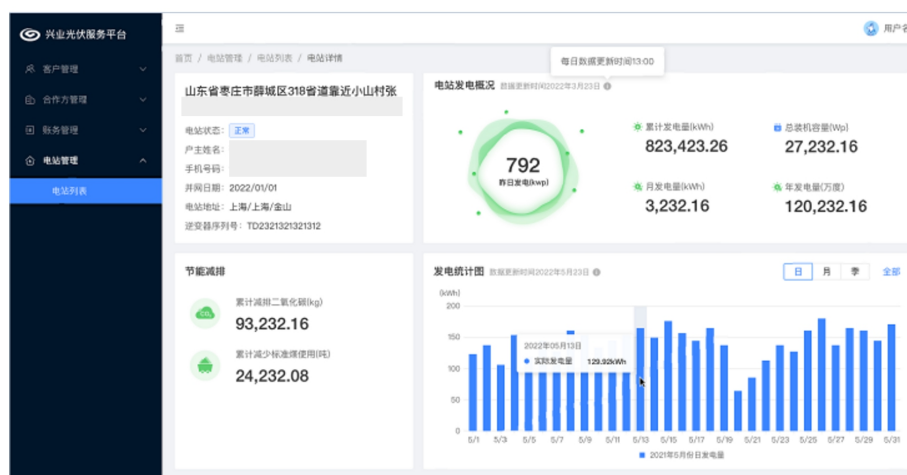 兴业光伏服务平台
客户管理
合作方管理
账务管理
电站管理
电站列表
首页 / 电站管理 / 电站列表 / 电站详情
用户名
每日数据更新时间13:00
山东省枣庄市薛城区318省道靠近小山村张
电站状态: 正常
户主姓名:
手机号码:
并网日期: 2022/01/01
电站地址: 上海/上海/金山
逆变器序列号: TD2321321321312
电站发电概况 数据更新时间2022年3月23日
792
昨日发电(kwp)
累计发电量(kWh)
823,423.26
总装机容量(Wp)
27,232.16
月发电量(kWh)
3,232.16
年发电量(万度)
120,232.16
节能减排
累计减排二氧化碳(kg)
93,232.16
累计减少标准煤使用(吨)
24,232.08
发电统计图 数据更新时间2022年5月23日
日 月 季 全部
(kWh)
200
150
100
50
0
2022年05月13日
实际发电量 129.92kWh
5/1 5/3 5/5 5/7 5/9 5/11 5/13 5/15 5/17 5/19 5/21 5/23 5/25 5/27 5/29 5/31
2021年5月份日发电量